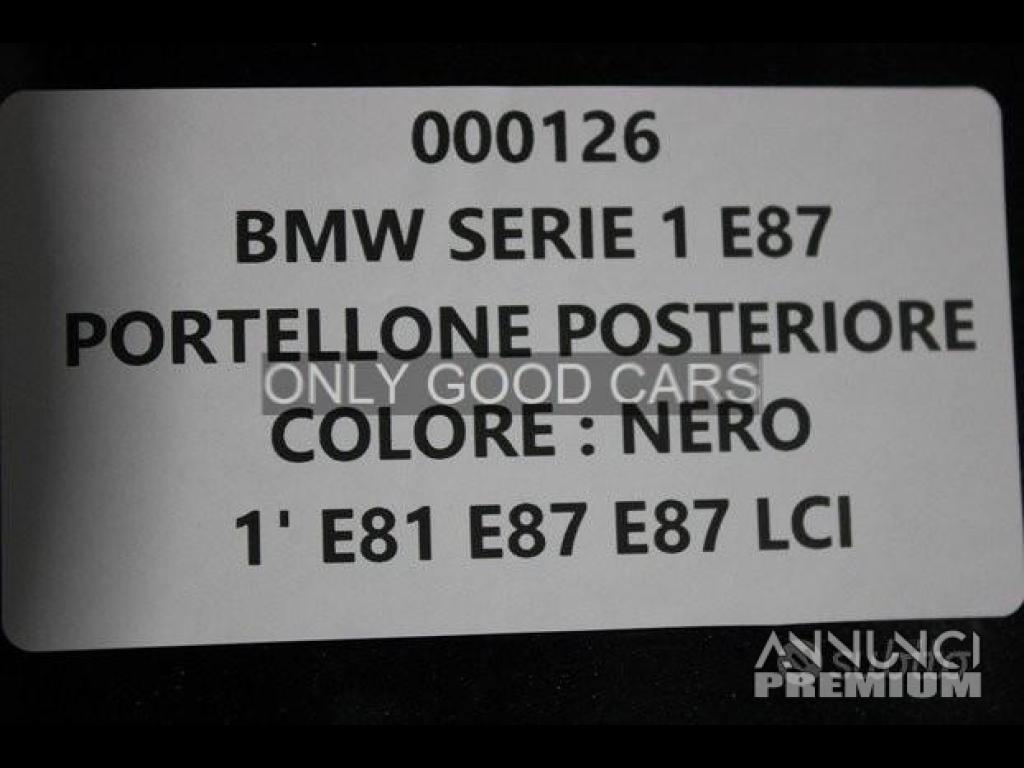 000126
BMW SERIE 1 E87
PORTELLONE POSTERIORE
ONLY GOOD CARS
COLORE : NERO
1' E81 E87 E87 LCI
ANNUNCI
subito
PREMIUM